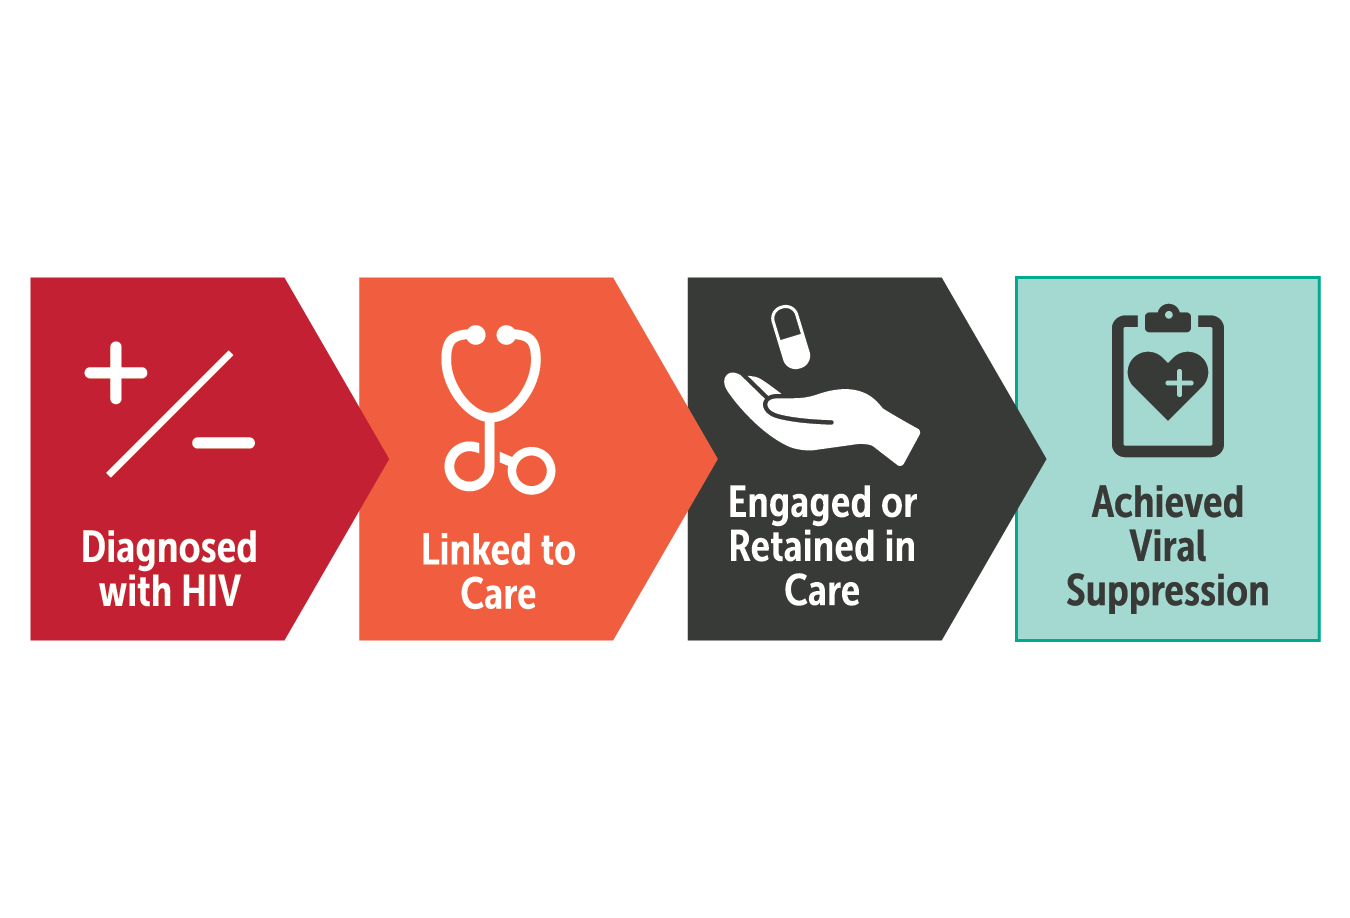 Diagnosed
with HIV
Linked to
Care
Engaged or
Retained in
Care
Achieved
Viral
Suppression